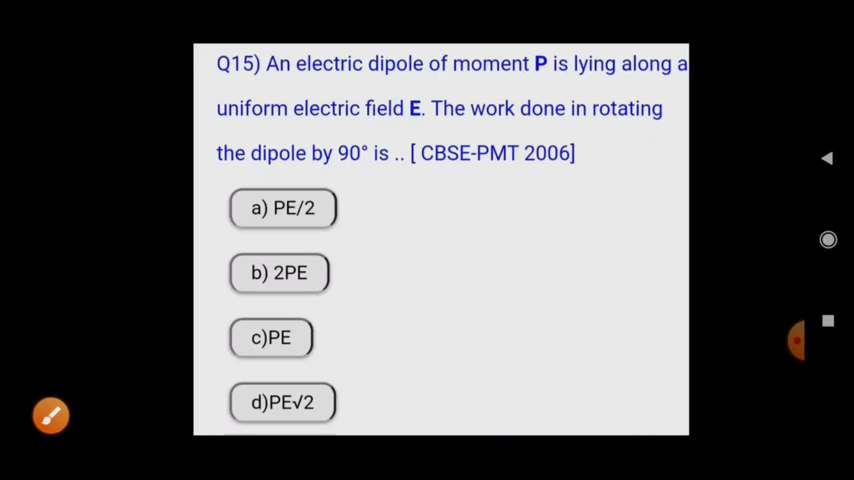 Q15) An electric dipole of moment P is lying along a
uniform electric field E. The work done in rotating
the dipole by 90° is .. [ CBSE-PMT 2006]
a) PE/2
b) 2PE
c)PE
d)PE√2